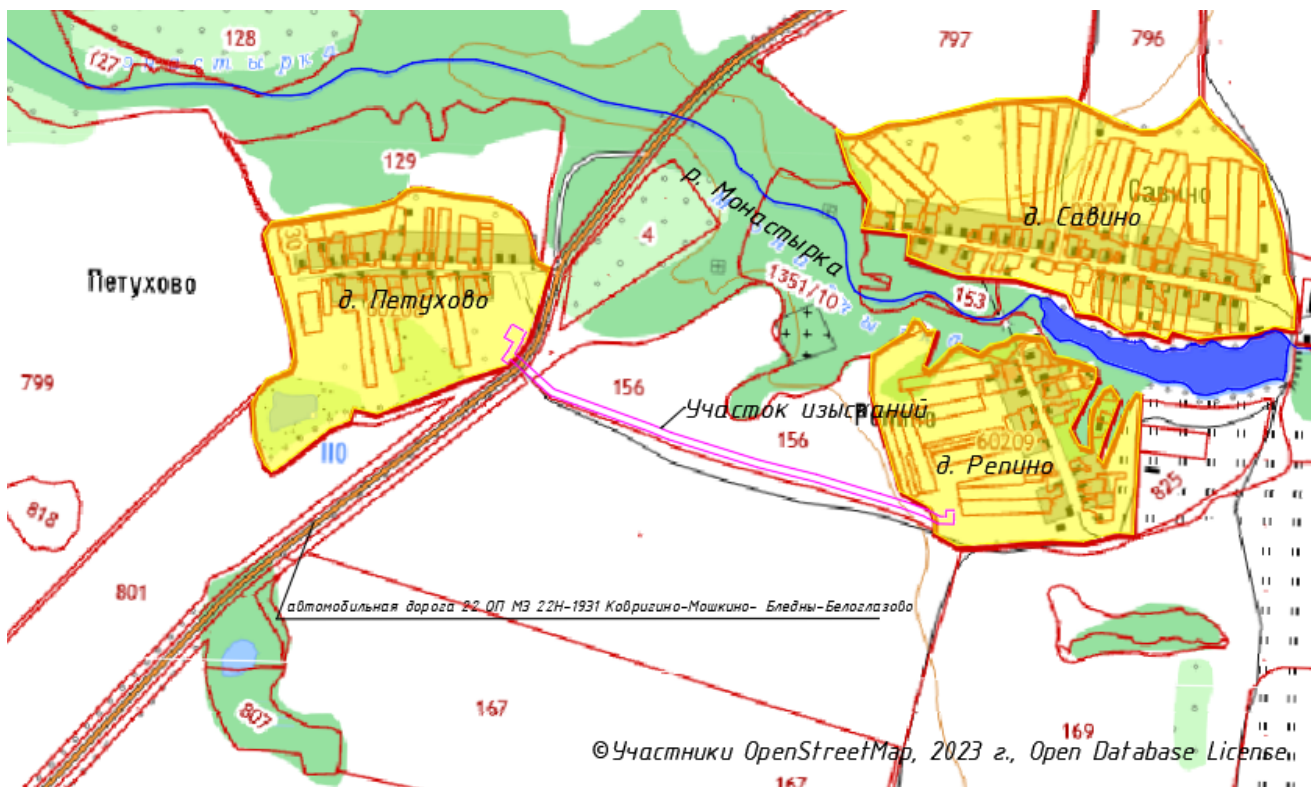 128
797
796
127
129
р. Монастырка
4
Савино
д. Савино
Петухово
30
д. Петухово
1351/10
153
799
156
Участок изысканий
156
60209
д. Репино
110
818
825
801
автомобильная дорога 22 ОП МЗ 22Н-1931 Ковригино-Мошкино- Бледны-Белоглазово
807
167
169
©Участники OpenStreetMap, 2023 г., Open Database License
167